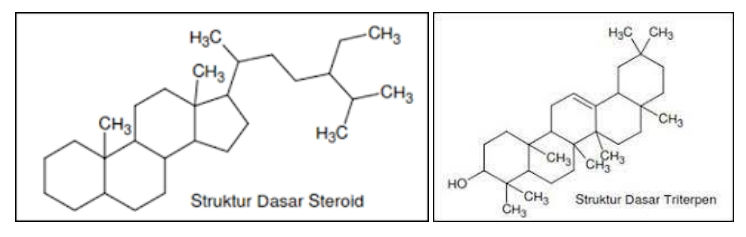 H₃C
CH₃
CH₃
CH₃
CH₃
H₃C
Struktur Dasar Steroid
H₃C CH₃
CH₃
CH₃
CH₃
CH₃
HO
CH₃
CH₃
Struktur Dasar Triterpen